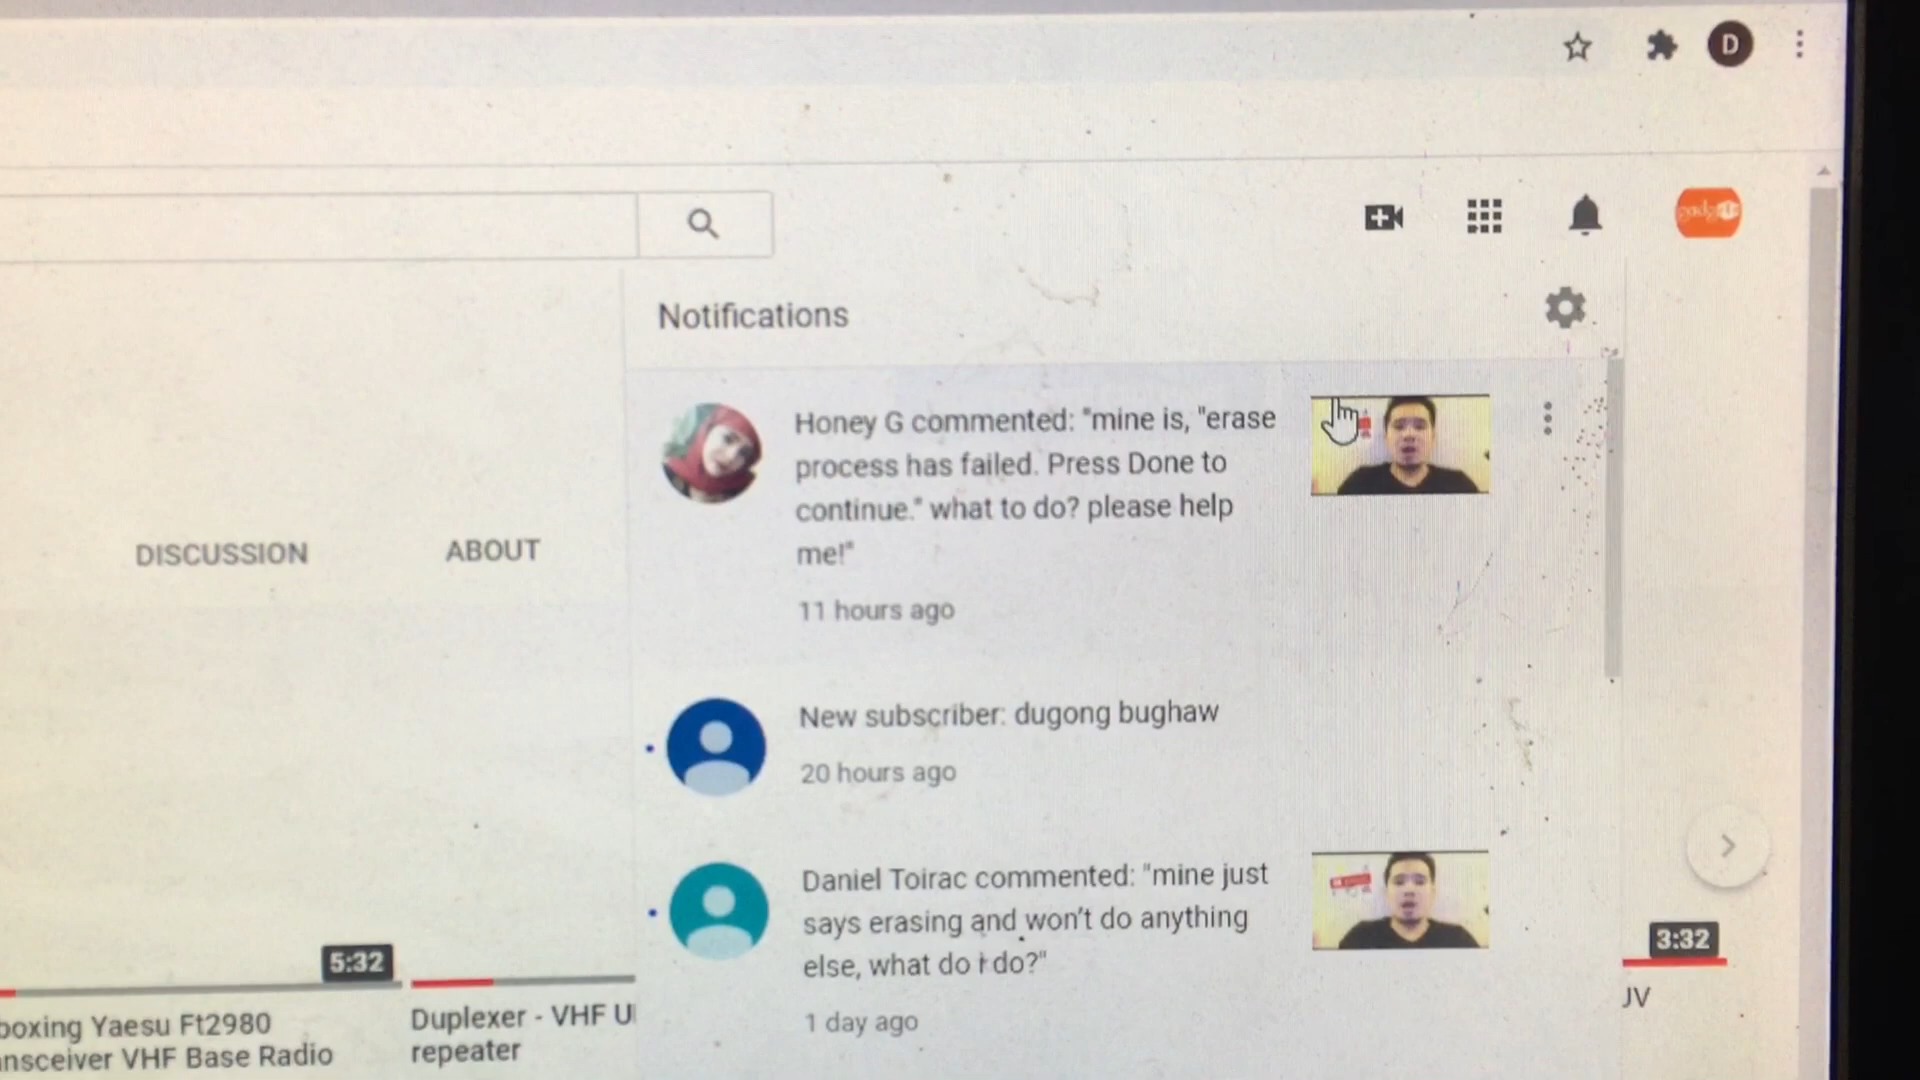 D
gadgets
Notifications
Honey G commented: "mine is, "erase
process has failed. Press Done to
continue." what to do? please help
me!"
11 hours ago
DISCUSSION
ABOUT
New subscriber: dugong bughaw
20 hours ago
Daniel Toirac commented: "mine just
says erasing and won't do anything
else, what do i do?"
1 day ago
5:32
boxing Yaesu Ft2980
nsceiver VHF Base Radio
Duplexer - VHF U
repeater
3:32
JV